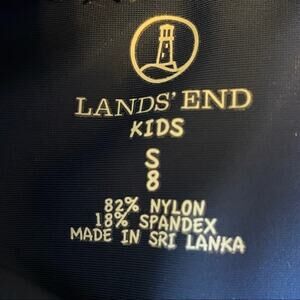 LANDS' END
KIDS
S
8
82% NYLON
18% SPANDEX
MADE IN SRI LANKA